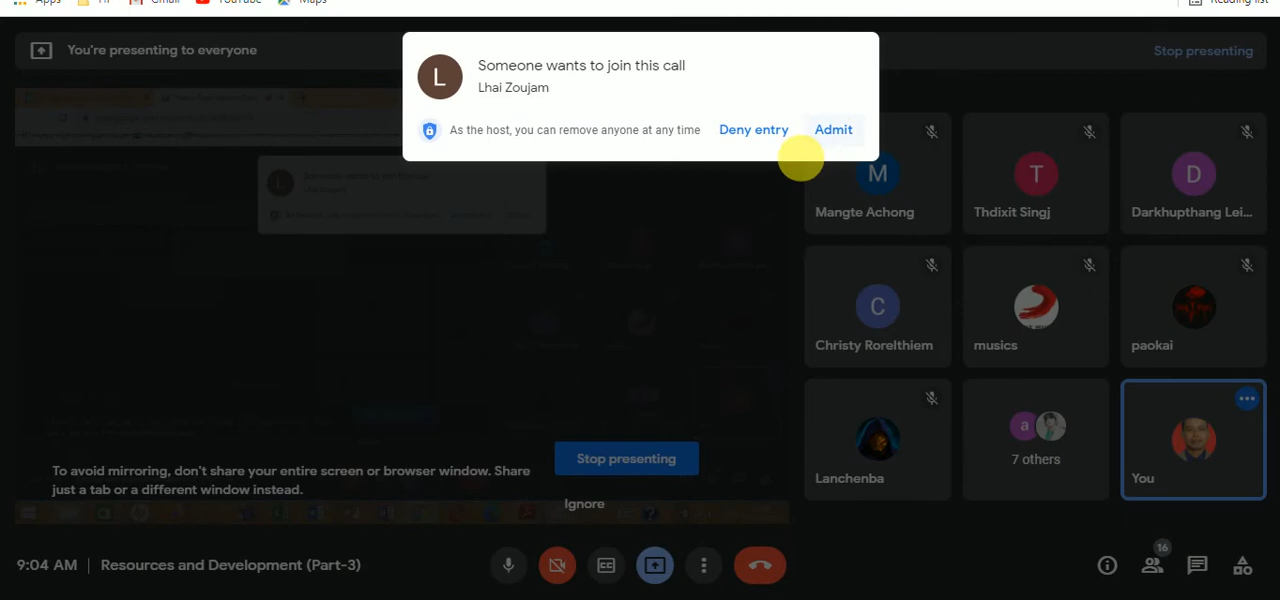 Apps Gmail YouTube Maps Reading list
You're presenting to everyone
Stop presenting
L
Someone wants to join this call
Lhai Zoujam
As the host, you can remove anyone at any time
Deny entry
Admit
M
Mangte Achong
T
Thdixit Singj
D
Darkhupthang Lei...
C
Christy Rorelthiem
musics
paokai
Lanchenba
a
7 others
You
To avoid mirroring, don't share your entire screen or browser window. Share
just a tab or a different window instead.
Stop presenting
Ignore
9:04 AM | Resources and Development (Part-3)
16